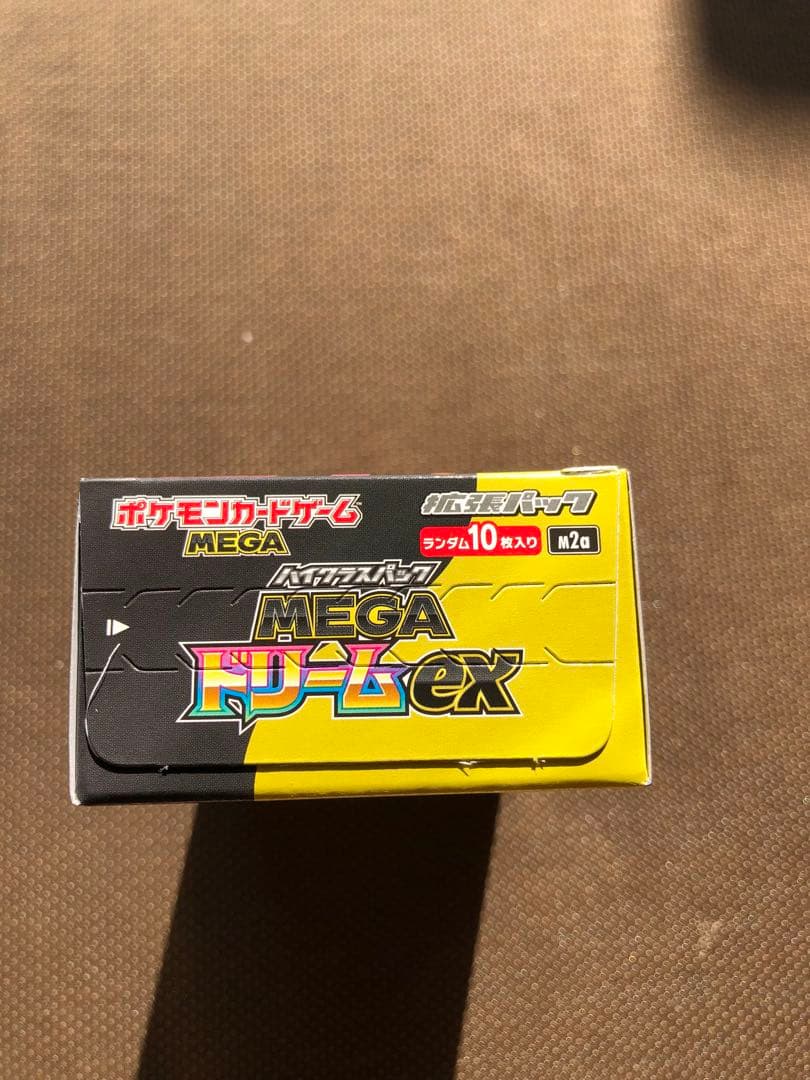 ポケモンカードゲーム
MEGA
拡張パック
ランダム10枚入り M2a
ハイクラスパック
MEGA
ドリームex